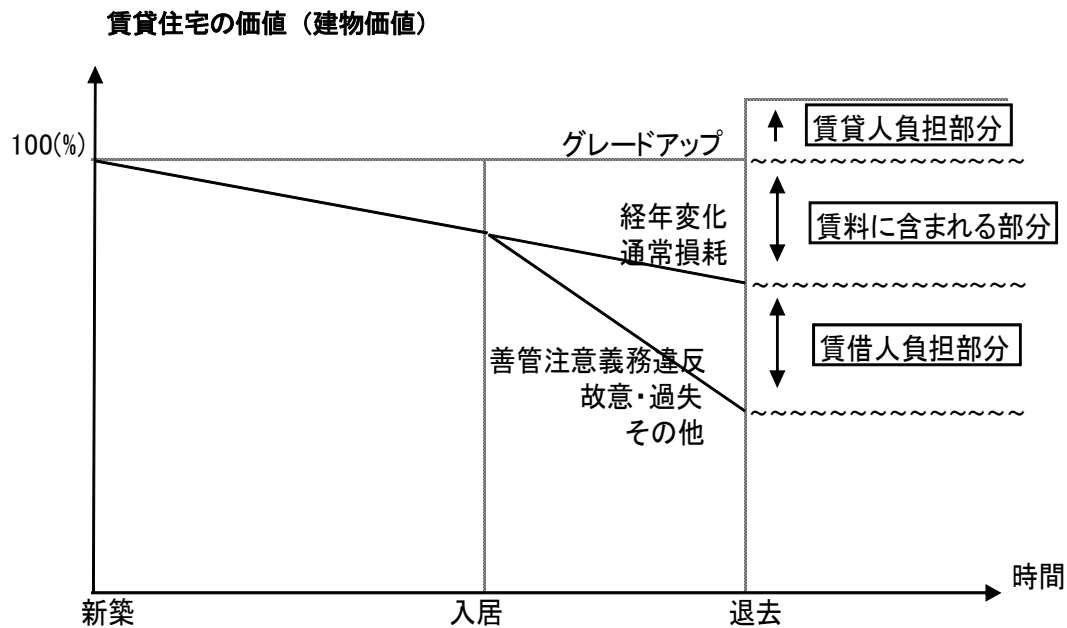 賃貸住宅の価値（建物価値）
100(%)
グレードアップ
賃貸人負担部分
経年変化
通常損耗
賃料に含まれる部分
善管注意義務違反
故意・過失
その他
賃借人負担部分
時間
新築
入居
退去